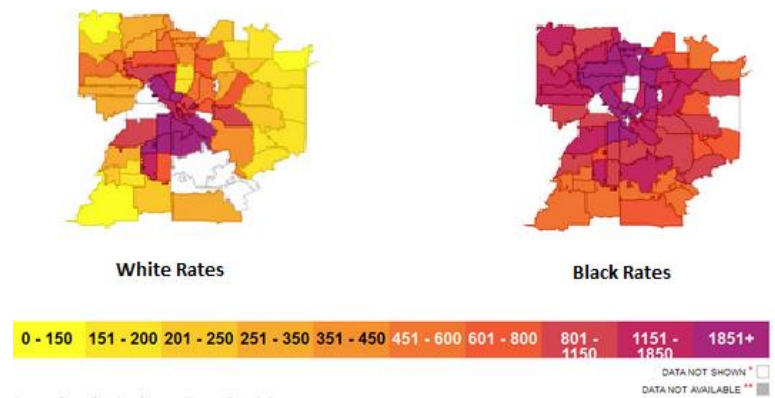 White Rates
Black Rates
0 - 150 151 - 200 201 - 250 251 - 350 351 - 450 451 - 600 601 - 800 801 - 1150 1151 - 1850 1851+
DATA NOT SHOWN *
DATA NOT AVAILABLE **